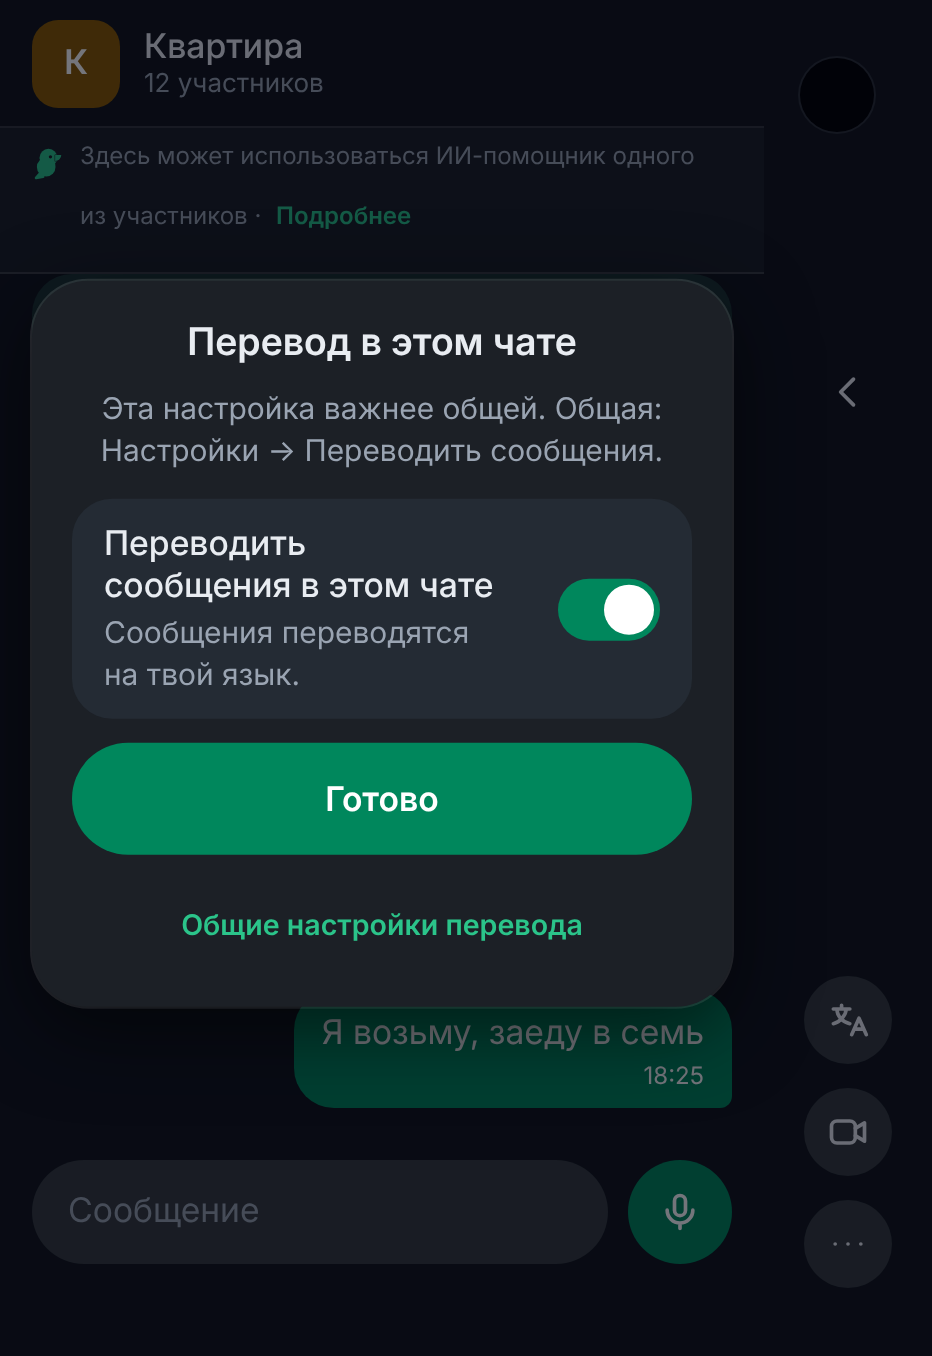 К
Квартира
12 участников
Здесь может использоваться ИИ-помощник одного
из участников · Подробнее
Перевод в этом чате
Эта настройка важнее общей. Общая:
Настройки → Переводить сообщения.
Переводить
сообщения в этом чате
Сообщения переводятся
на твой язык.
Готово
Общие настройки перевода
Я возьму, заеду в семь
18:25
Сообщение